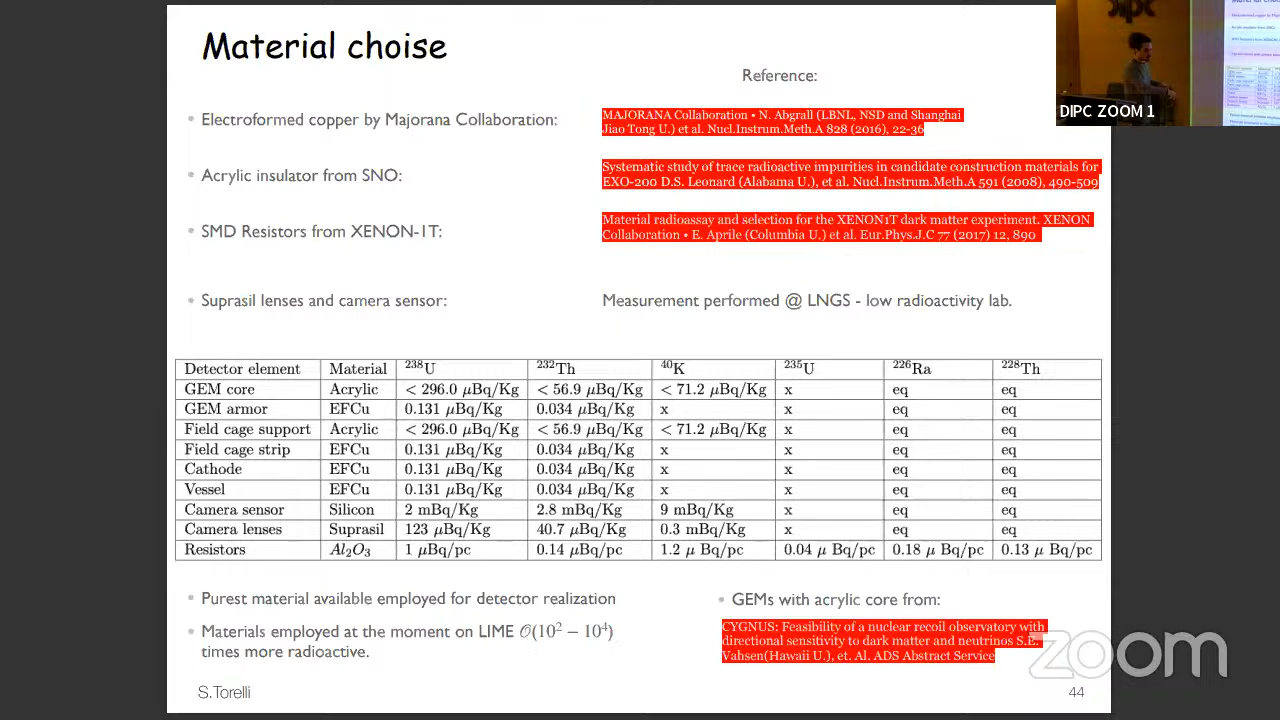 Material choise
Reference:
• Electroformed copper by Majorana Collaboration:
MAJORANA Collaboration • N. Abgrall (LBNL, NSD and Shanghai
Jiao Tong U.) et al. Nucl.Instrum.Meth.A 828 (2016), 22-36
• Acrylic insulator from SNO:
Systematic study of trace radioactive impurities in candidate construction materials for
EXO-200 D.S. Leonard (Alabama U.), et al. Nucl.Instrum.Meth.A 591 (2008), 490-509
• SMD Resistors from XENON-1T:
Material radioassay and selection for the XENON1T dark matter experiment. XENON
Collaboration • E. Aprile (Columbia U.) et al. Eur.Phys.J.C 77 (2017) 12, 890
• Suprasil lenses and camera sensor:
Measurement performed @ LNGS - low radioactivity lab.
Detector element Material ²³⁸U ²³²Th ⁴⁰K ²³⁵U ²²⁶Ra ²²⁸Th
GEM core Acrylic < 296.0 μBq/Kg < 56.9 μBq/Kg < 71.2 μBq/Kg x eq eq
GEM armor EFCu 0.131 μBq/Kg 0.034 μBq/Kg x x eq eq
Field cage support Acrylic < 296.0 μBq/Kg < 56.9 μBq/Kg < 71.2 μBq/Kg x eq eq
Field cage strip EFCu 0.131 μBq/Kg 0.034 μBq/Kg x x eq eq
Cathode EFCu 0.131 μBq/Kg 0.034 μBq/Kg x x eq eq
Vessel EFCu 0.131 μBq/Kg 0.034 μBq/Kg x x eq eq
Camera sensor Silicon 2 mBq/Kg 2.8 mBq/Kg 9 mBq/Kg x eq eq
Camera lenses Suprasil 123 μBq/Kg 40.7 μBq/Kg 0.3 mBq/Kg x eq eq
Resistors Al₂O₃ 1 μBq/pc 0.14 μBq/pc 1.2 μ Bq/pc 0.04 μ Bq/pc 0.18 μ Bq/pc 0.13 μ Bq/pc
• Purest material available employed for detector realization
• Materials employed at the moment on LIME 𝒪(10² − 10⁴)
times more radioactive.
• GEMs with acrylic core from:
CYGNUS: Feasibility of a nuclear recoil observatory with
directional sensitivity to dark matter and neutrinos S.E.
Vahsen(Hawaii U.), et. Al. ADS Abstract Service
S.Torelli
44
DIPC ZOOM 1
zoom